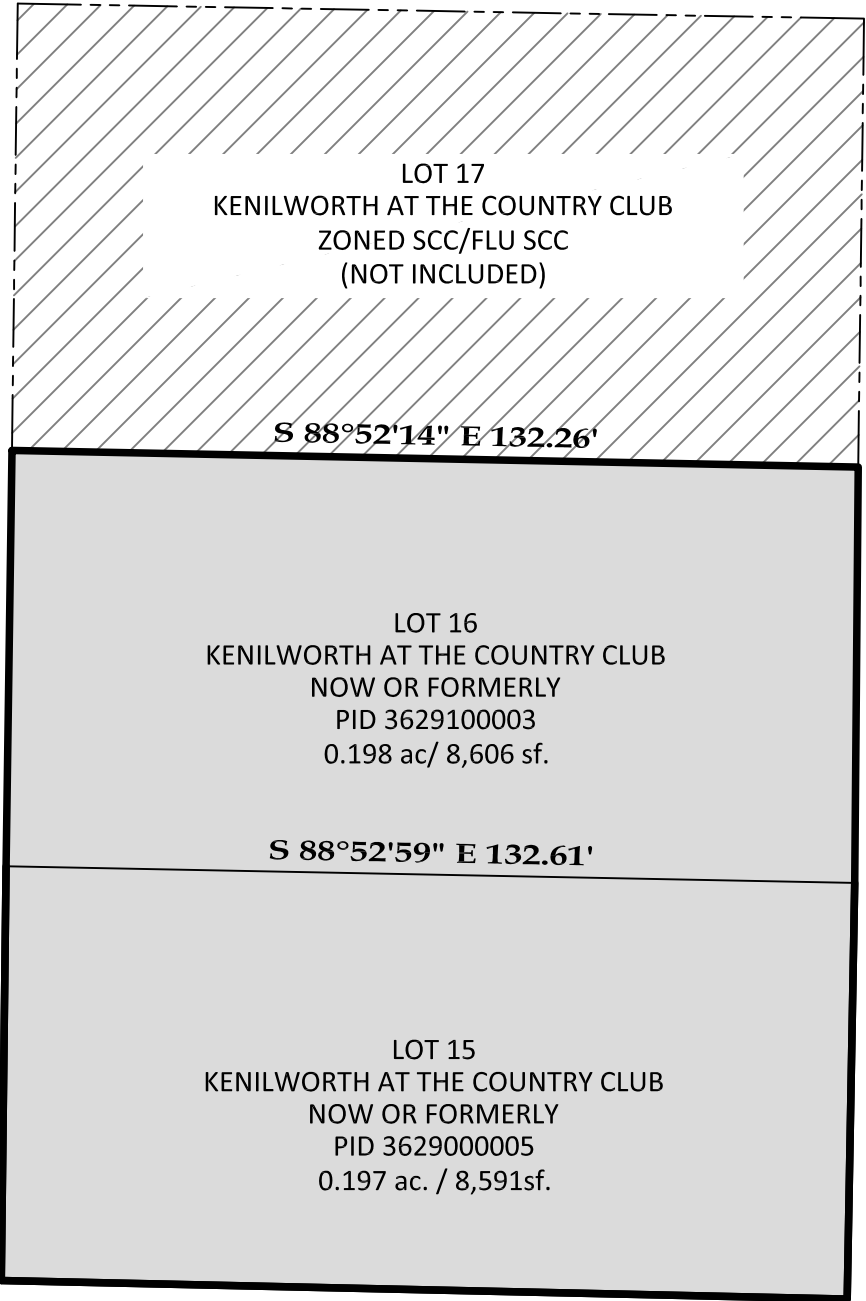 LOT 17
KENILWORTH AT THE COUNTRY CLUB
ZONED SCC/FLU SCC
(NOT INCLUDED)
S 88°52'14" E 132.26'
LOT 16
KENILWORTH AT THE COUNTRY CLUB
NOW OR FORMERLY
PID 3629100003
0.198 ac/ 8,606 sf.
S 88°52'59" E 132.61'
LOT 15
KENILWORTH AT THE COUNTRY CLUB
NOW OR FORMERLY
PID 3629000005
0.197 ac. / 8,591sf.